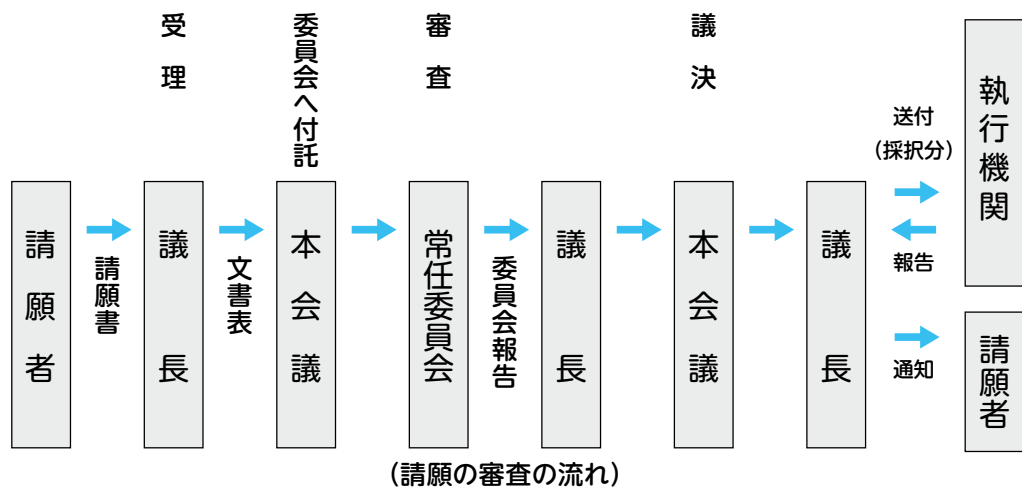 受理
委員会へ付託
審査
議決
請願者
請願書
議長
文書表
本会議
常任委員会
委員会報告
議長
本会議
議長
送付
（採択分）
報告
執行機関
通知
請願者
（請願の審査の流れ）